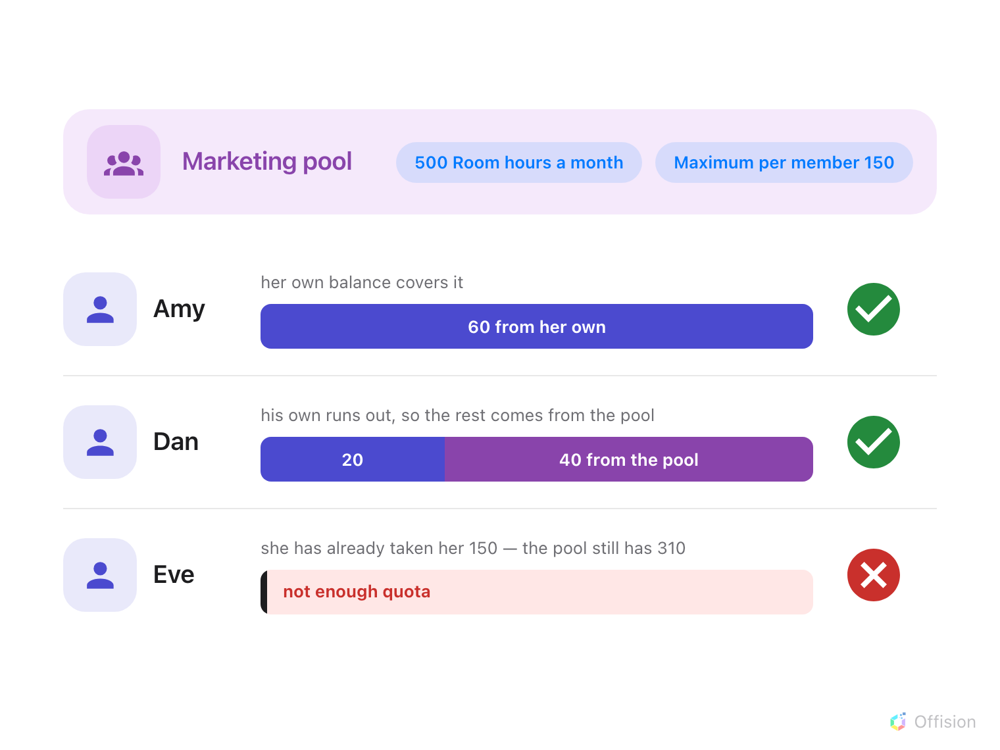 Marketing pool
500 Room hours a month
Maximum per member 150
her own balance covers it
Amy
60 from her own
his own runs out, so the rest comes from the pool
Dan
20
40 from the pool
she has already taken her 150 — the pool still has 310
Eve
not enough quota
Offision